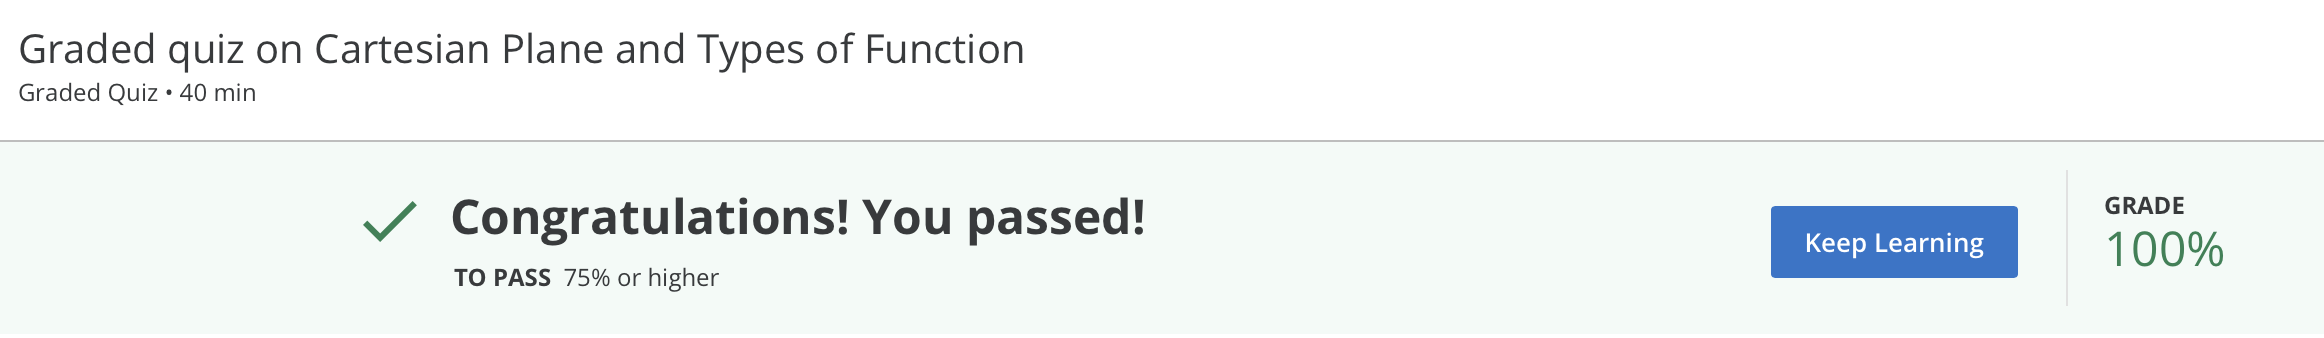 Graded quiz on Cartesian Plane and Types of Function
Graded Quiz • 40 min
Congratulations! You passed!
TO PASS 75% or higher
Keep Learning
GRADE
100%